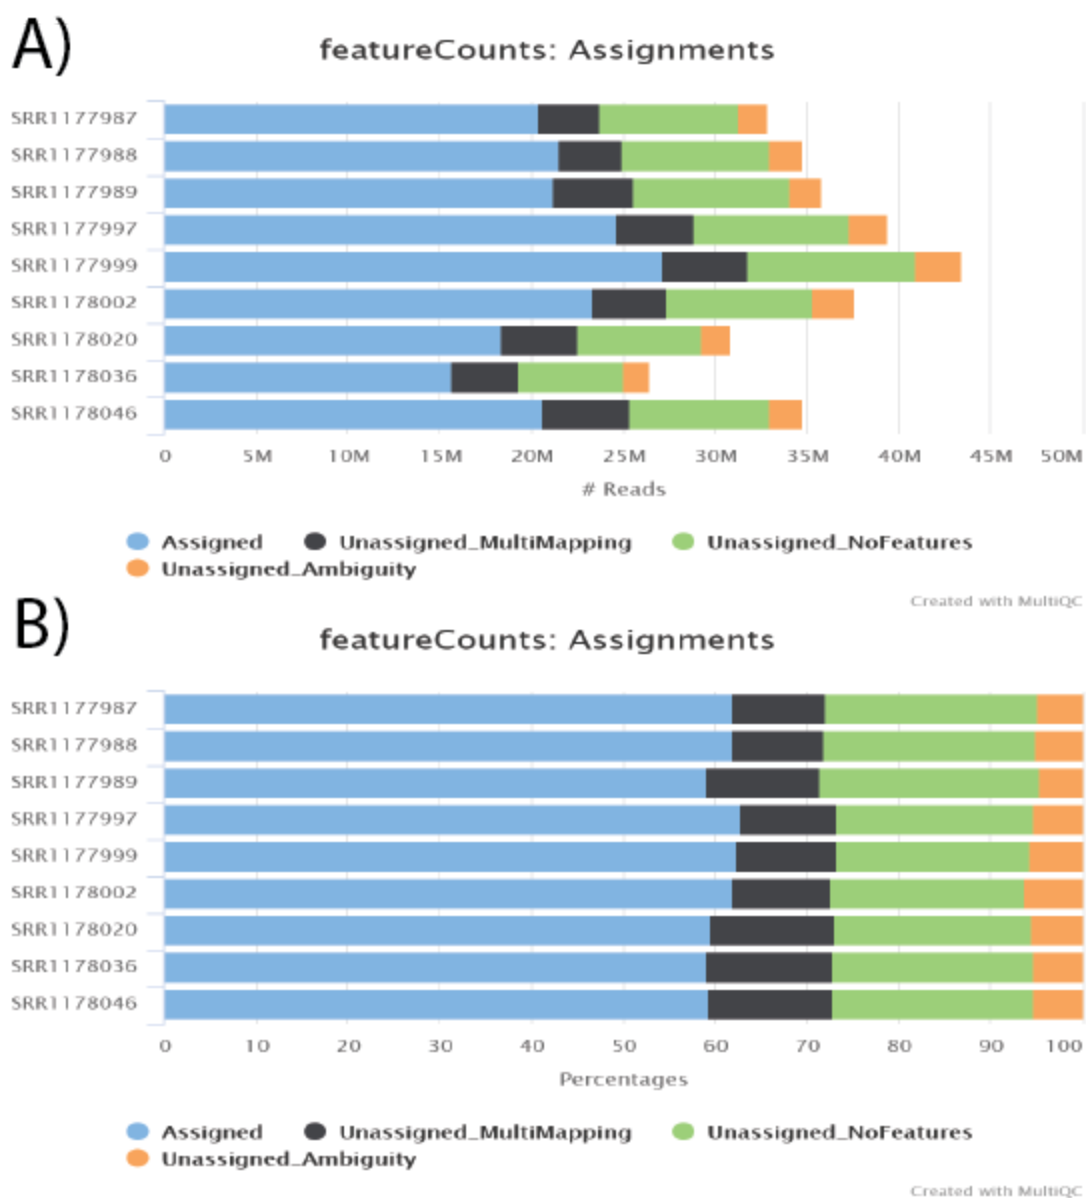 A)
featureCounts: Assignments
SRR1177987
SRR1177988
SRR1177989
SRR1177997
SRR1177999
SRR1178002
SRR1178020
SRR1178036
SRR1178046
0 5M 10M 15M 20M 25M 30M 35M 40M 45M 50M
# Reads
Assigned Unassigned_MultiMapping Unassigned_NoFeatures
Unassigned_Ambiguity
Created with MultiQC
B)
featureCounts: Assignments
SRR1177987
SRR1177988
SRR1177989
SRR1177997
SRR1177999
SRR1178002
SRR1178020
SRR1178036
SRR1178046
0 10 20 30 40 50 60 70 80 90 100
Percentages
Assigned Unassigned_MultiMapping Unassigned_NoFeatures
Unassigned_Ambiguity
Created with MultiQC